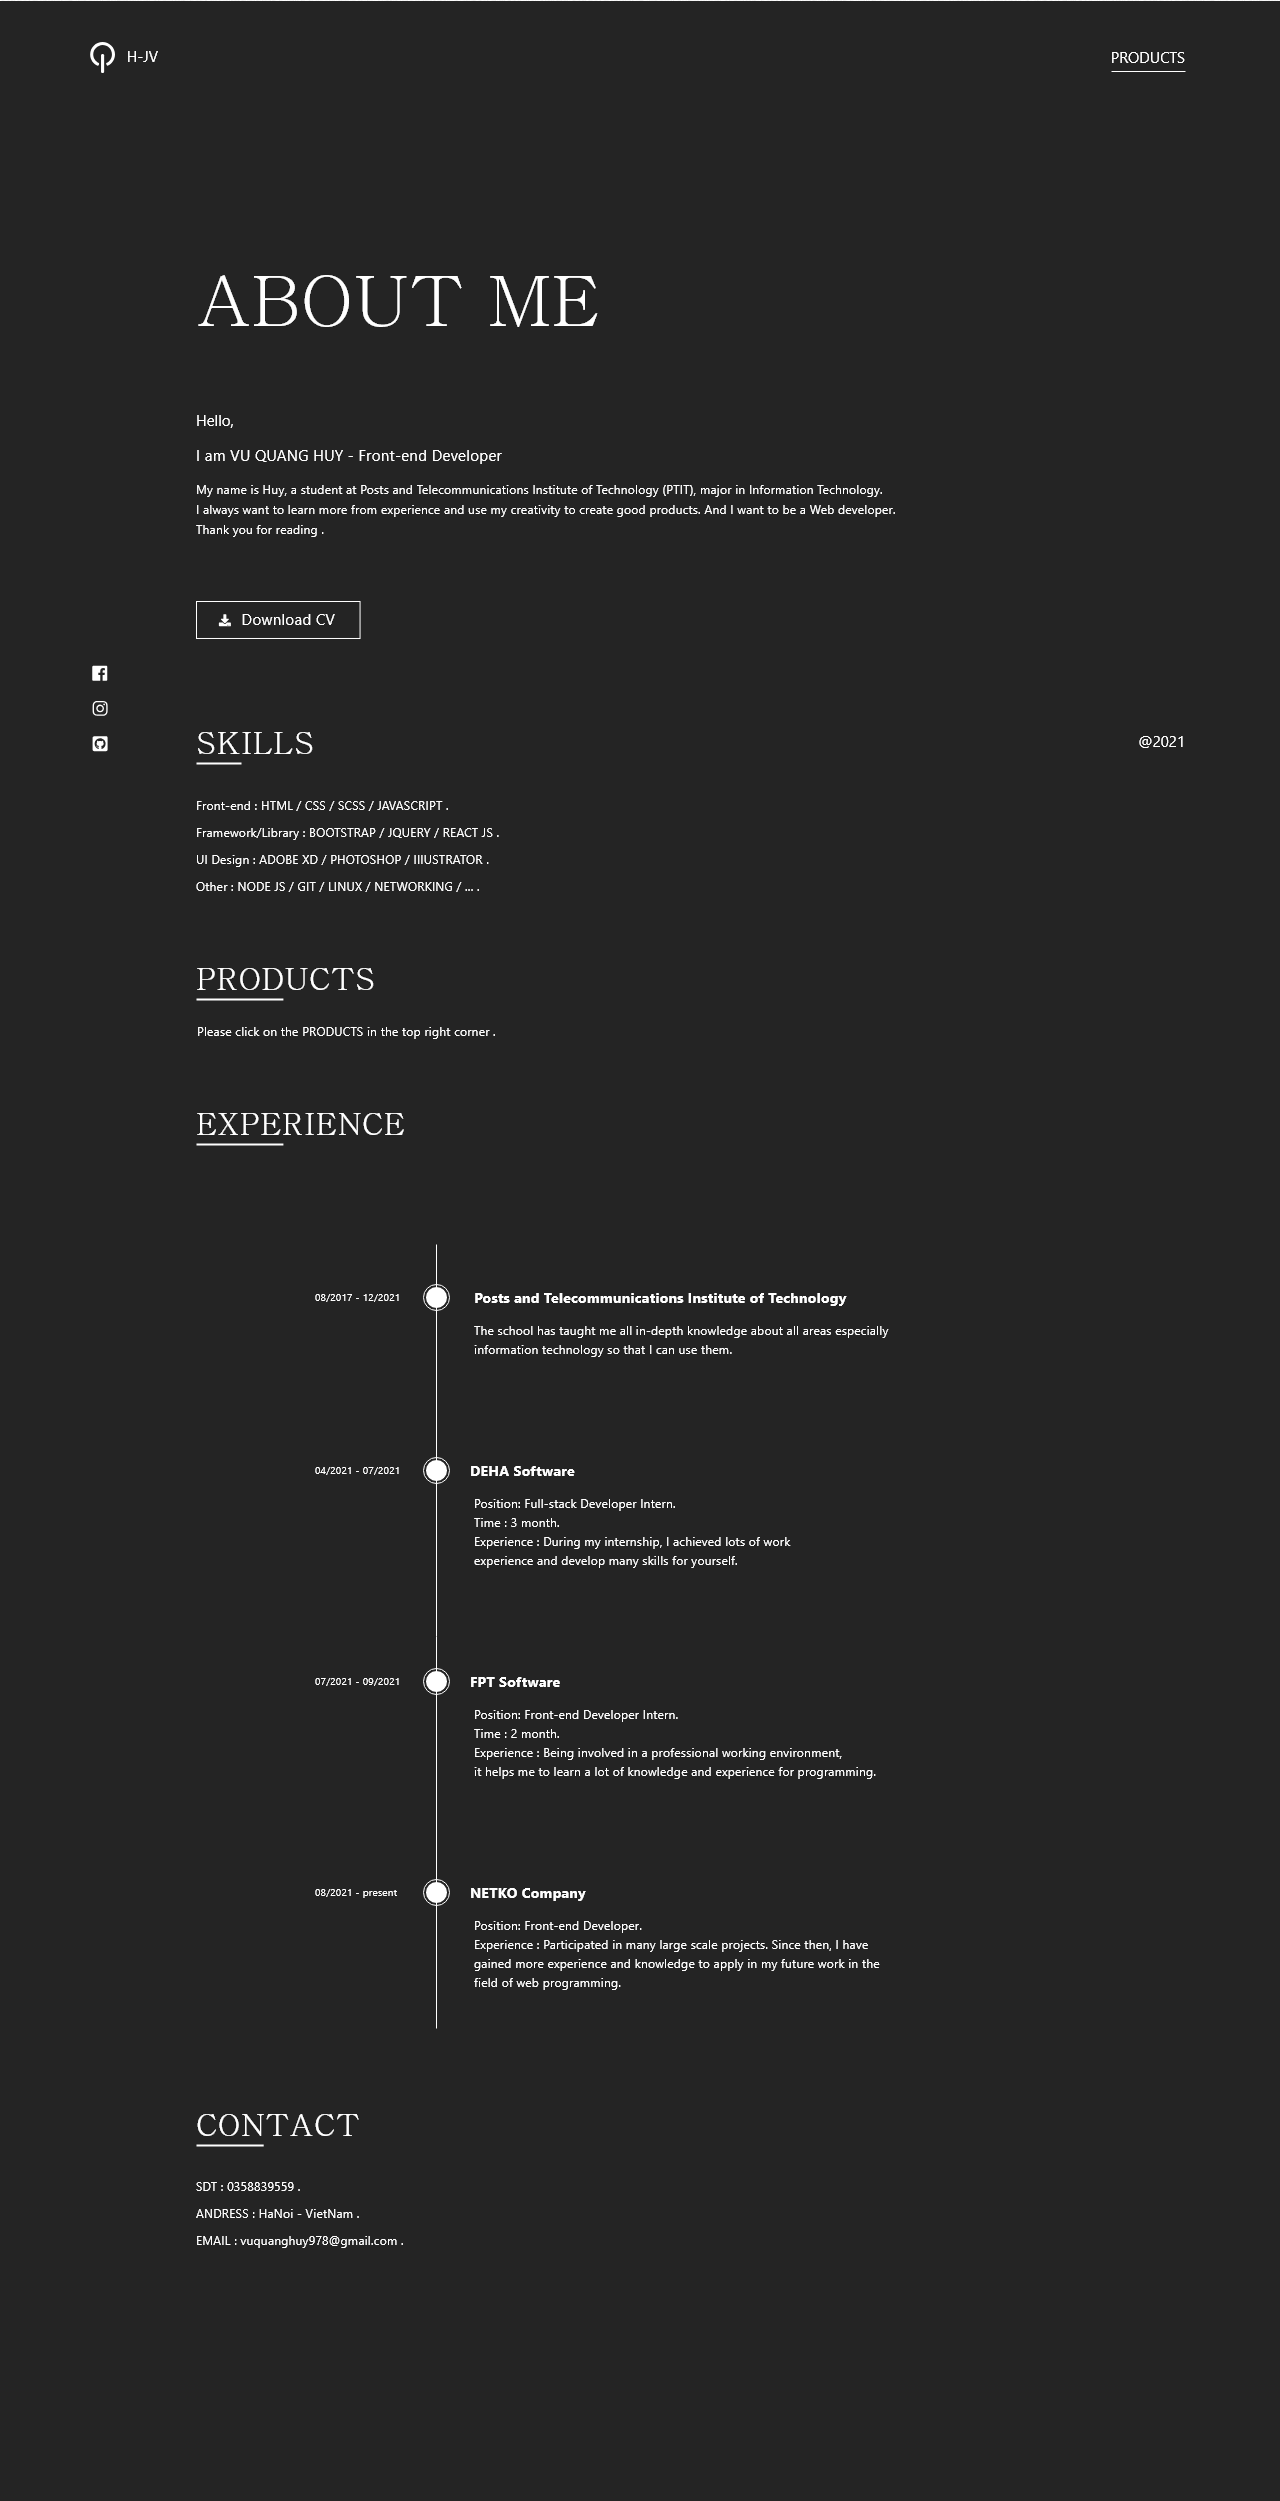 H-JV
PRODUCTS
ABOUT ME
Hello,
I am VU QUANG HUY - Front-end Developer
My name is Huy, a student at Posts and Telecommunications Institute of Technology (PTIT), major in Information Technology.
I always want to learn more from experience and use my creativity to create good products. And I want to be a Web developer.
Thank you for reading .
Download CV
SKILLS
@2021
Front-end : HTML / CSS / SCSS / JAVASCRIPT .
Framework/Library : BOOTSTRAP / JQUERY / REACT JS .
UI Design : ADOBE XD / PHOTOSHOP / IIIUSTRATOR .
Other : NODE JS / GIT / LINUX / NETWORKING / ... .
PRODUCTS
Please click on the PRODUCTS in the top right corner .
EXPERIENCE
08/2017 - 12/2021
Posts and Telecommunications Institute of Technology
The school has taught me all in-depth knowledge about all areas especially
information technology so that I can use them.
04/2021 - 07/2021
DEHA Software
Position: Full-stack Developer Intern.
Time : 3 month.
Experience : During my internship, I achieved lots of work
experience and develop many skills for yourself.
07/2021 - 09/2021
FPT Software
Position: Front-end Developer Intern.
Time : 2 month.
Experience : Being involved in a professional working environment,
it helps me to learn a lot of knowledge and experience for programming.
08/2021 - present
NETKO Company
Position: Front-end Developer.
Experience : Participated in many large scale projects. Since then, I have
gained more experience and knowledge to apply in my future work in the
field of web programming.
CONTACT
SDT : 0358839559 .
ANDRESS : HaNoi - VietNam .
EMAIL : vuquanghuy978@gmail.com .